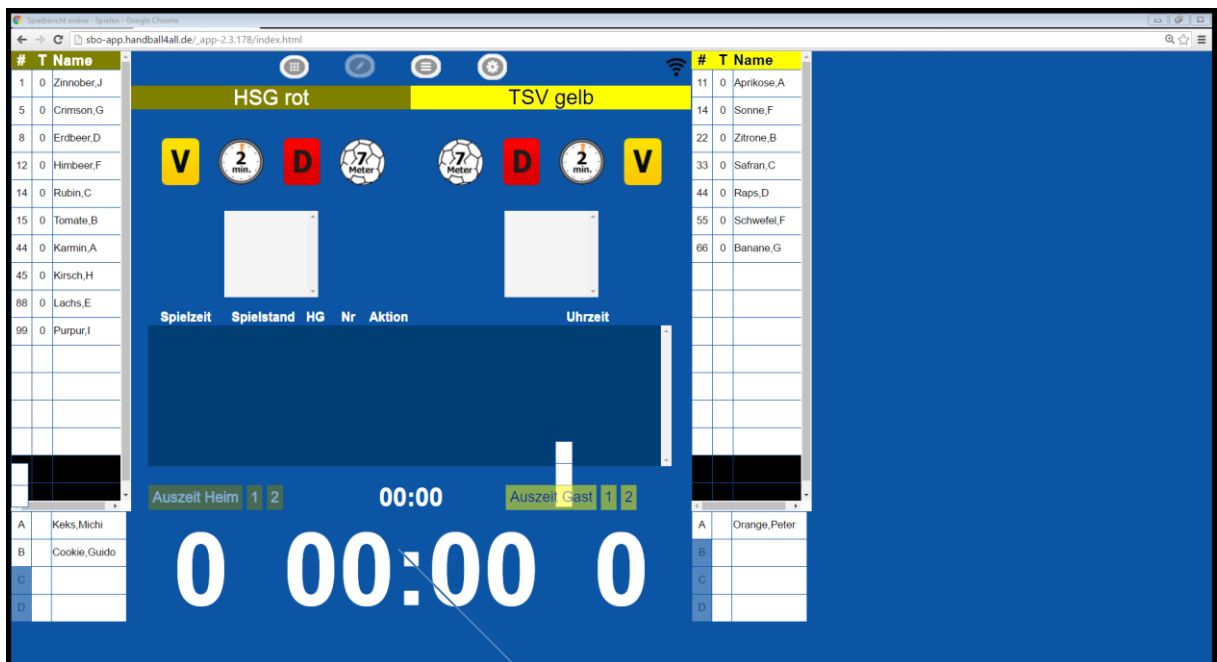 Spielbericht online - Spielen - Google Chrome
sbo-app.handball4all.de/_app-2.3.178/index.html
# T Name
1 0 Zinnober,J
5 0 Crimson,G
8 0 Erdbeer,D
12 0 Himbeer,F
14 0 Rubin,C
15 0 Tomate,B
44 0 Karmin,A
45 0 Kirsch,H
88 0 Lachs,E
99 0 Purpur,I
A Keks,Michi
B Cookie,Guido
C
D
HSG rot TSV gelb
V 2 min. D 7 Meter 7 Meter D 2 min. V
Spielzeit Spielstand HG Nr Aktion Uhrzeit
Auszeit Heim 1 2 00:00 Auszeit Gast 1 2
0 00:00 0
# T Name
11 0 Aprikose,A
14 0 Sonne,F
22 0 Zitrone,B
33 0 Safran,C
44 0 Raps,D
55 0 Schwefel,F
66 0 Banane,G
A Orange,Peter
B
C
D